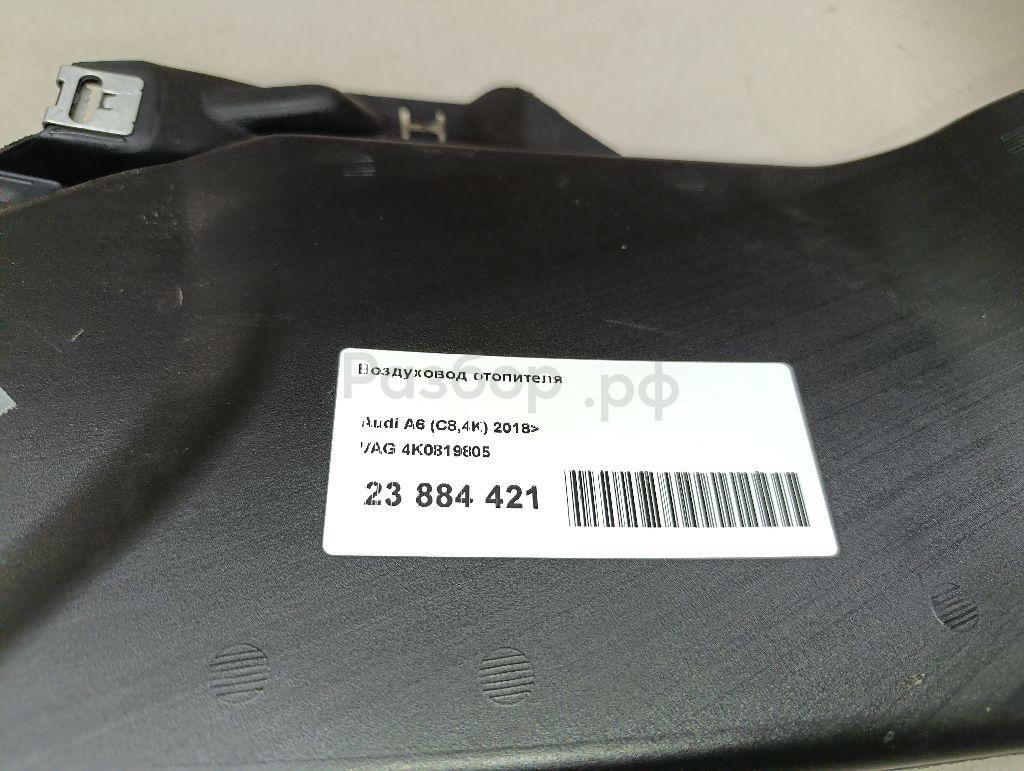 Воздуховод отопителя
Разбор.рф
Audi A6 (C8,4K) 2018>
VAG 4K0819805
23 884 421